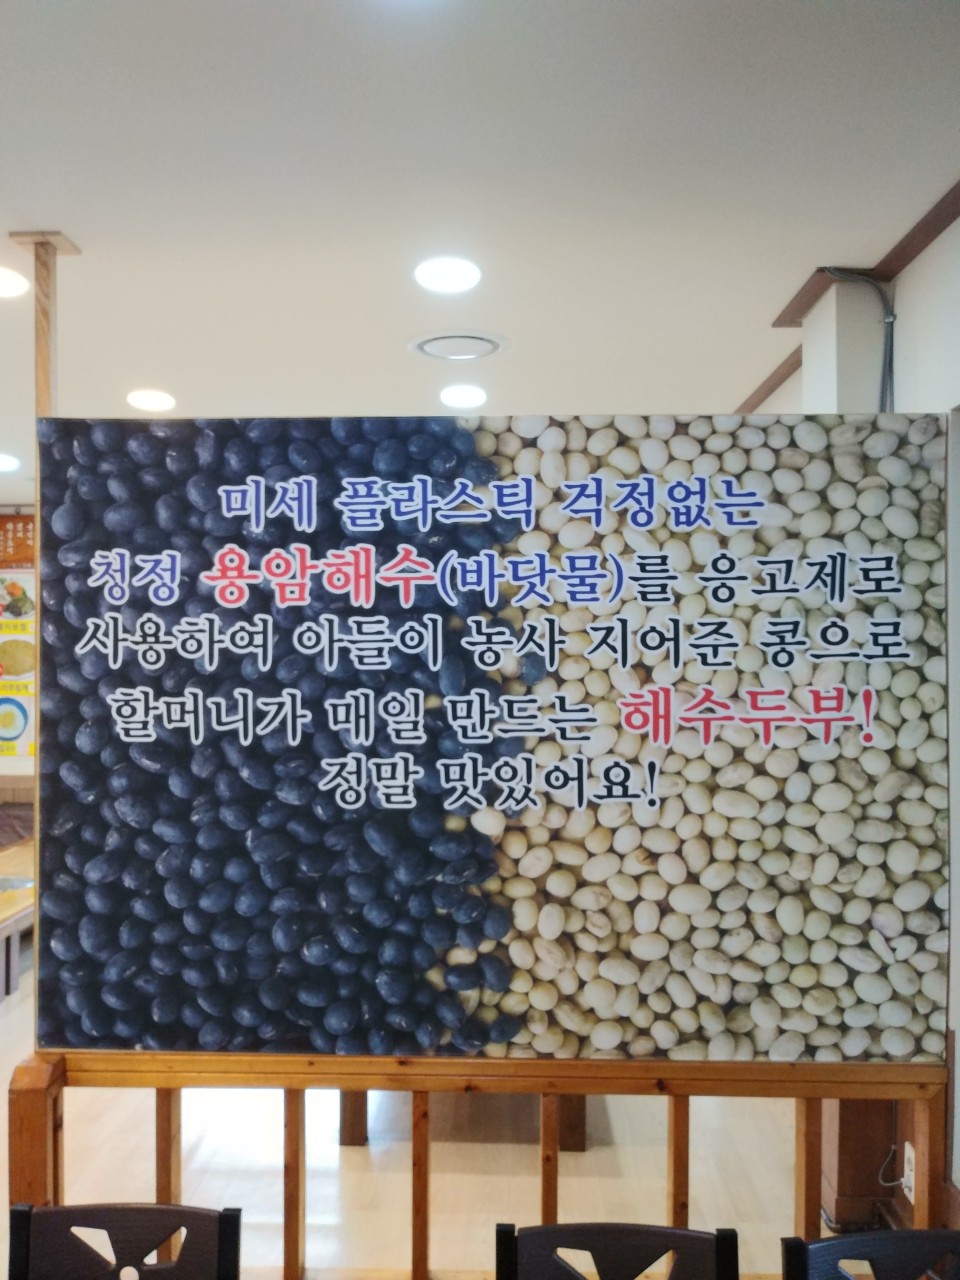 미세 플라스틱 걱정없는
청정 용암해수(바닷물)를 응고제로
사용하여 아들이 농사 지어준 콩으로
할머니가 매일 만드는 해수두부!
정말 맛있어요!